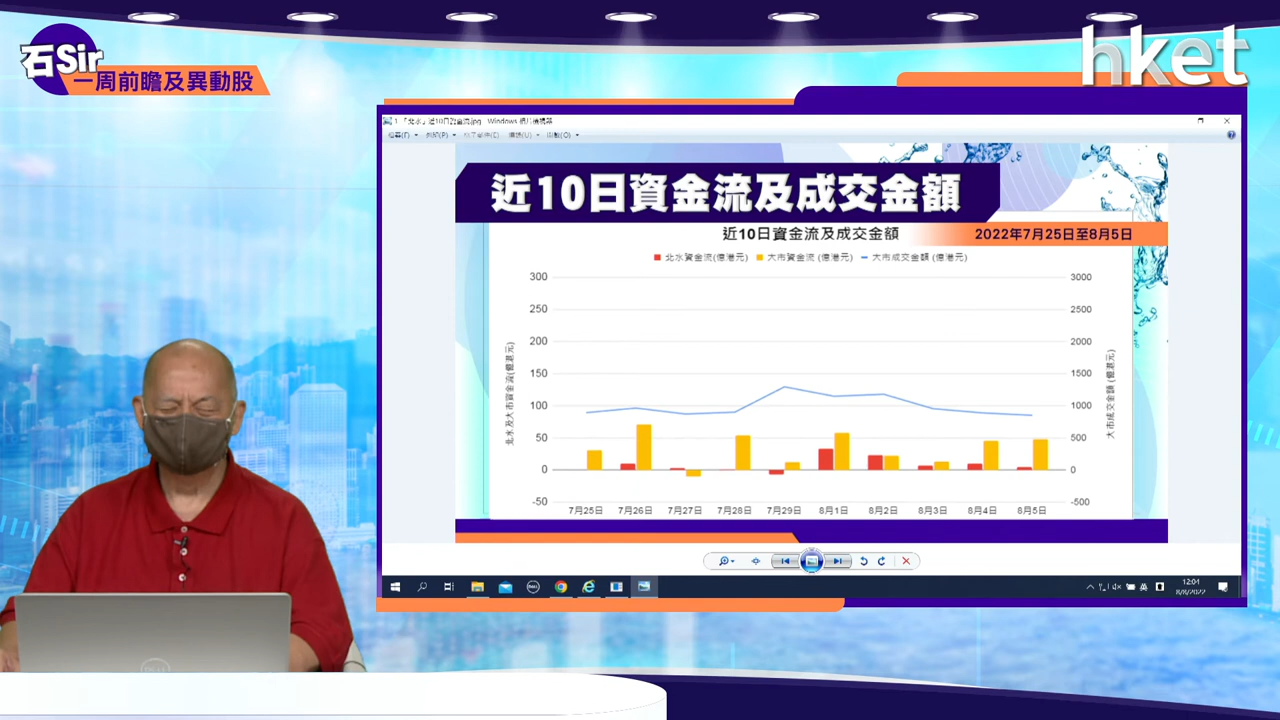 石Sir
一周前瞻及異動股
hket
近10日資金流及成交金額
近10日資金流及成交金額
2022年7月25日至8月5日
北水資金流(億港元) 大市資金流 (億港元) 大市成交金額 (億港元)
300 3000
250 2500
200 2000
150 1500
100 1000
50 500
0 0
-50 -500
北水及大市資金流(億港元)
大市成交金額 (億港元)
7月25日 7月26日 7月27日 7月28日 7月29日 8月1日 8月2日 8月3日 8月4日 8月5日
12:04
8/8/2022